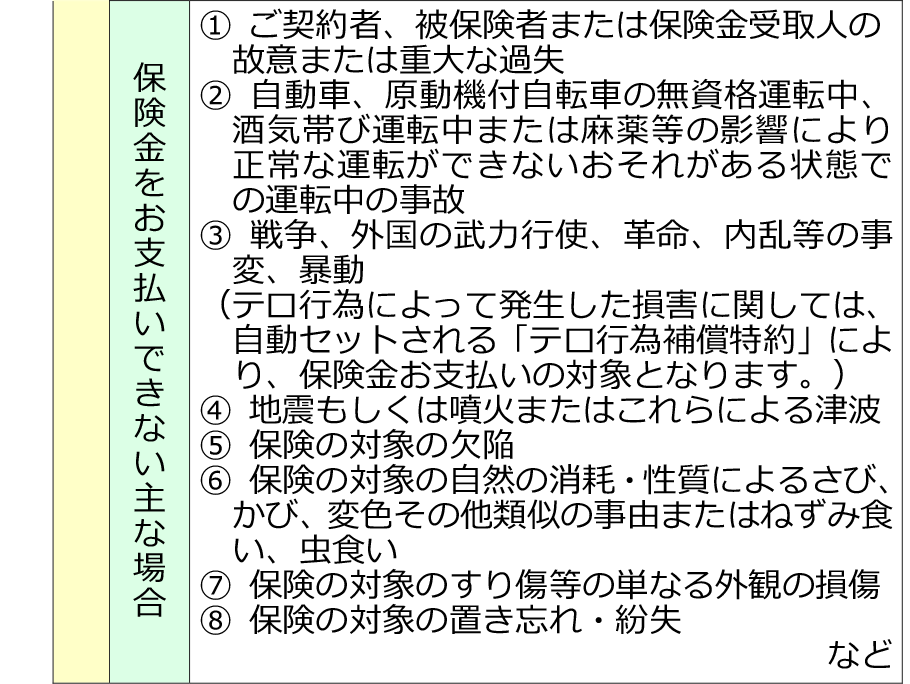 保険金をお支払いできない主な場合
① ご契約者、被保険者または保険金受取人の
故意または重大な過失
② 自動車、原動機付自転車の無資格運転中、
酒気帯び運転中または麻薬等の影響により
正常な運転ができないおそれがある状態で
の運転中の事故
③ 戦争、外国の武力行使、革命、内乱等の事
変、暴動
（テロ行為によって発生した損害に関しては、
自動セットされる「テロ行為補償特約」によ
り、保険金お支払いの対象となります。）
④ 地震もしくは噴火またはこれらによる津波
⑤ 保険の対象の欠陥
⑥ 保険の対象の自然の消耗・性質によるさび、
かび、変色その他類似の事由またはねずみ食
い、虫食い
⑦ 保険の対象のすり傷等の単なる外観の損傷
⑧ 保険の対象の置き忘れ・紛失
など